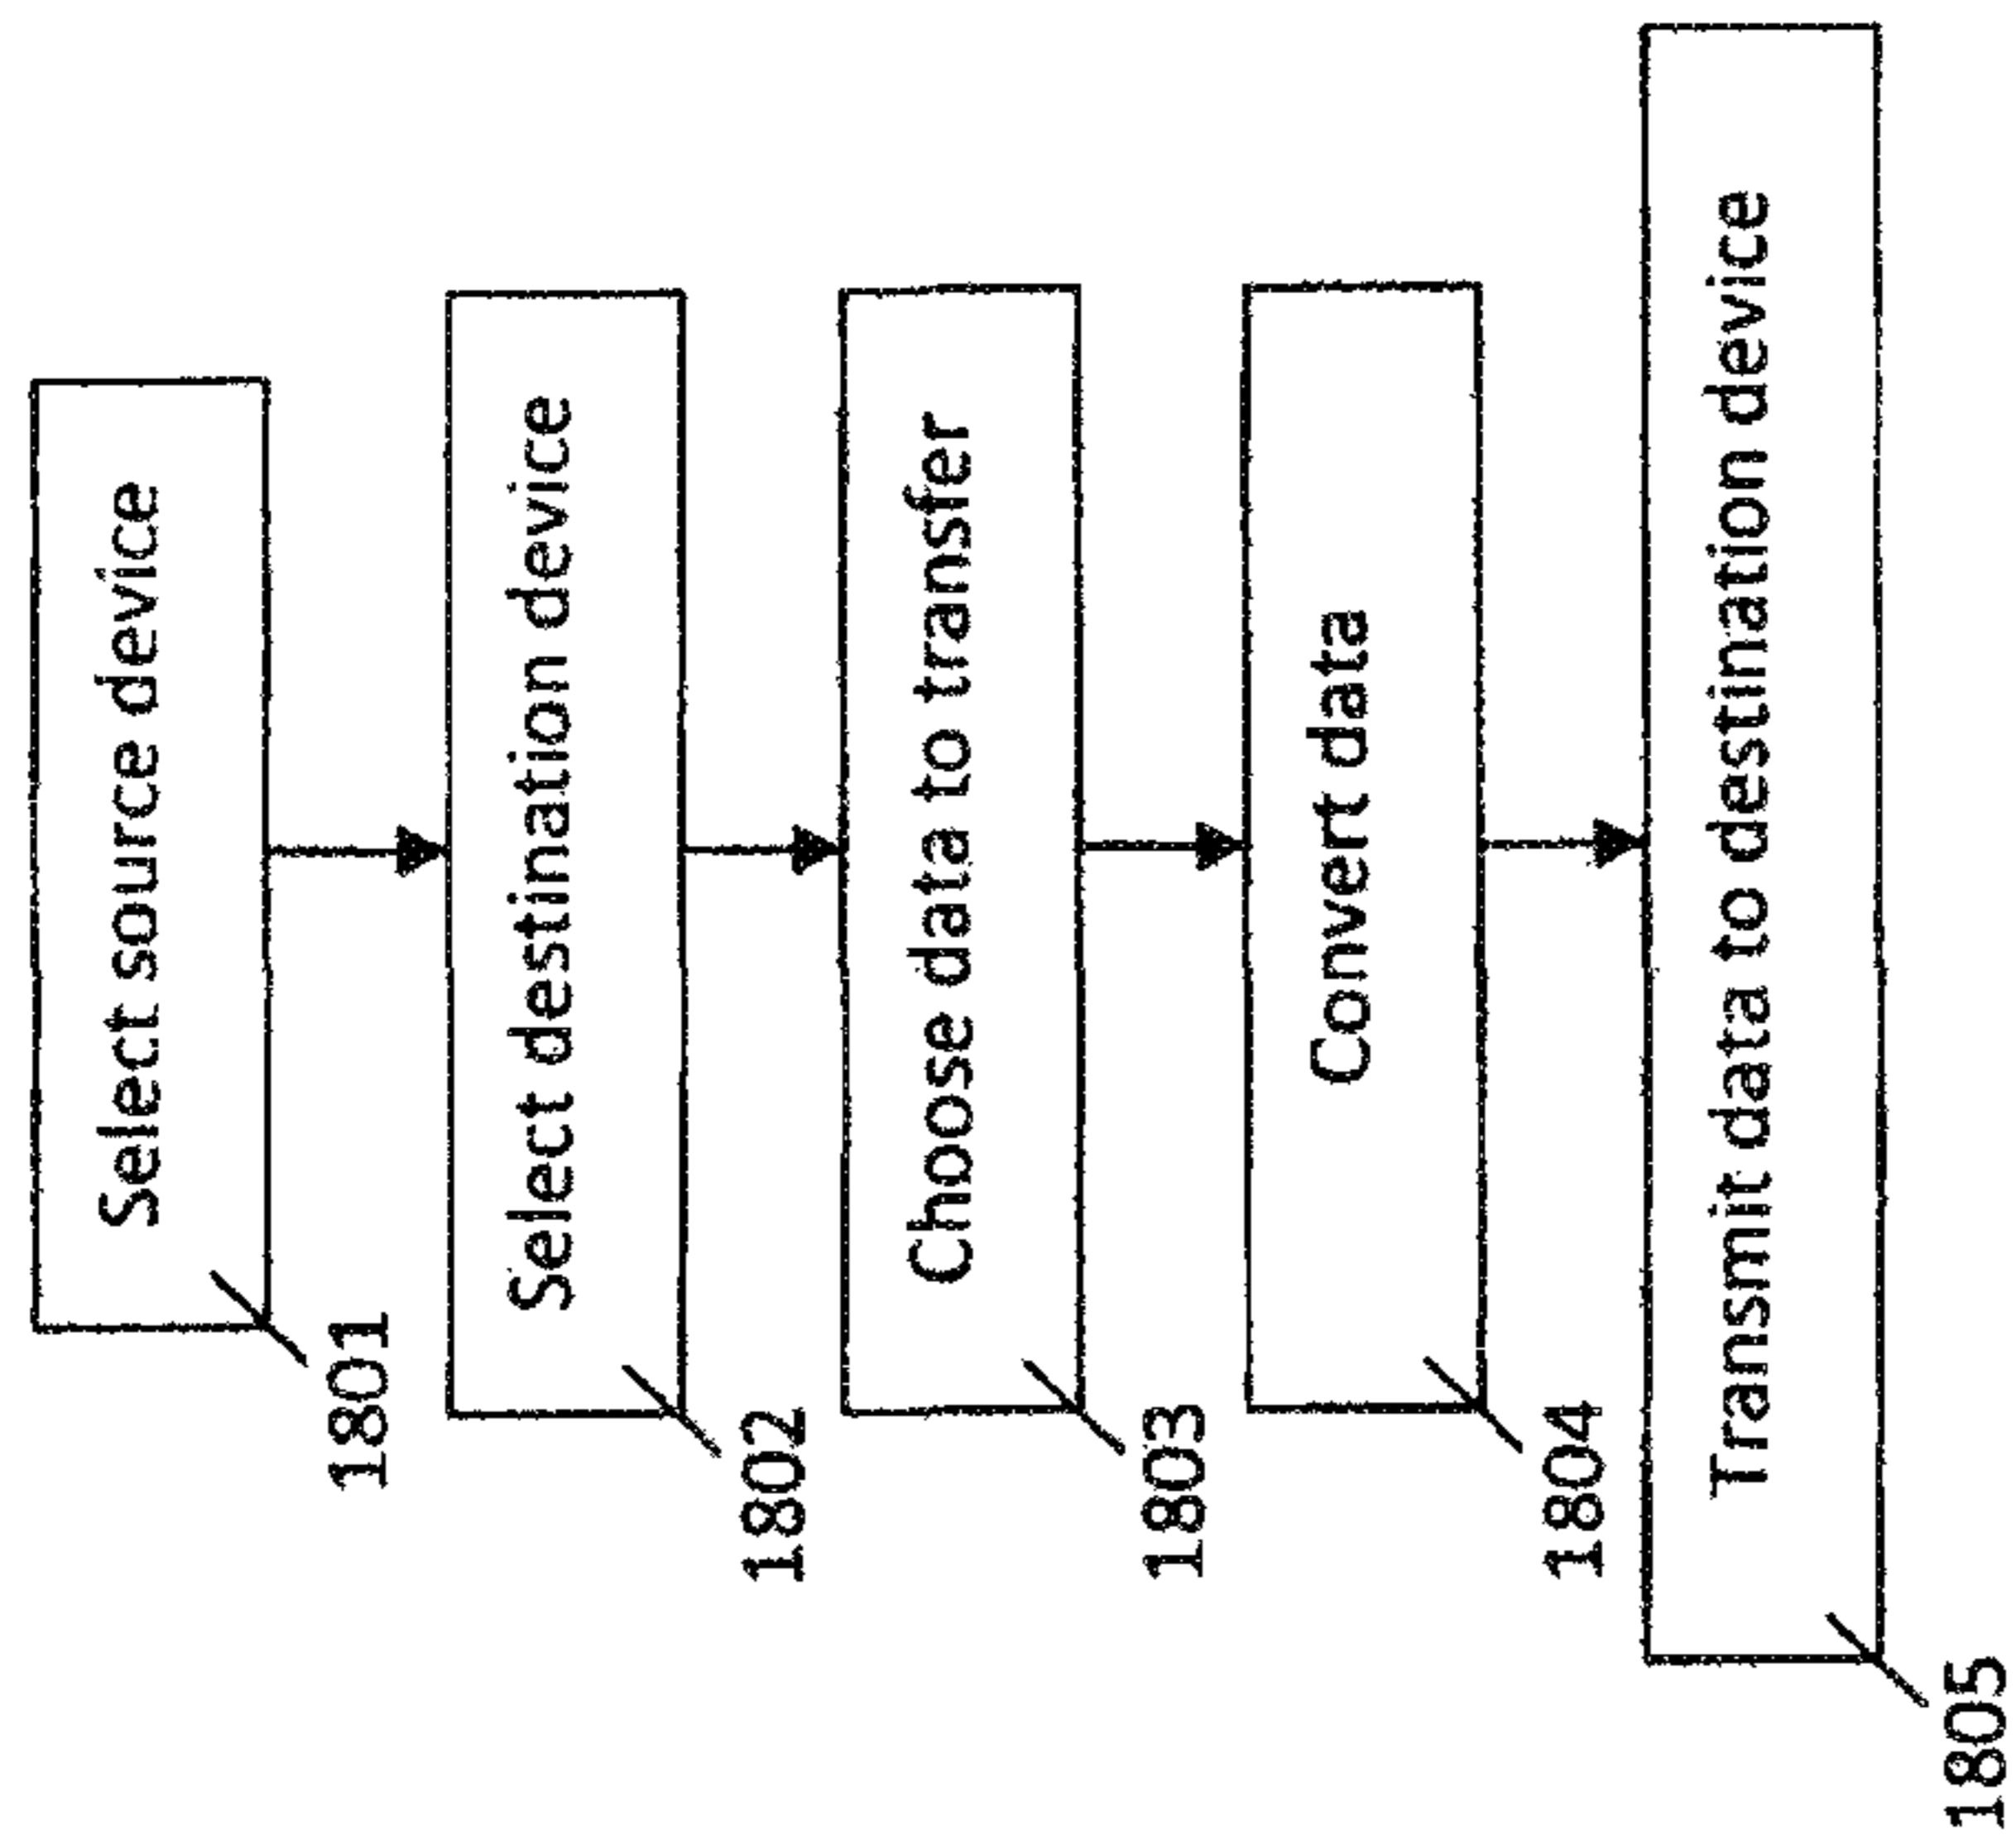 Select source device
1801
Select destination device
1802
Choose data to transfer
1803
Convert data
1804
Transmit data to destination device
1805